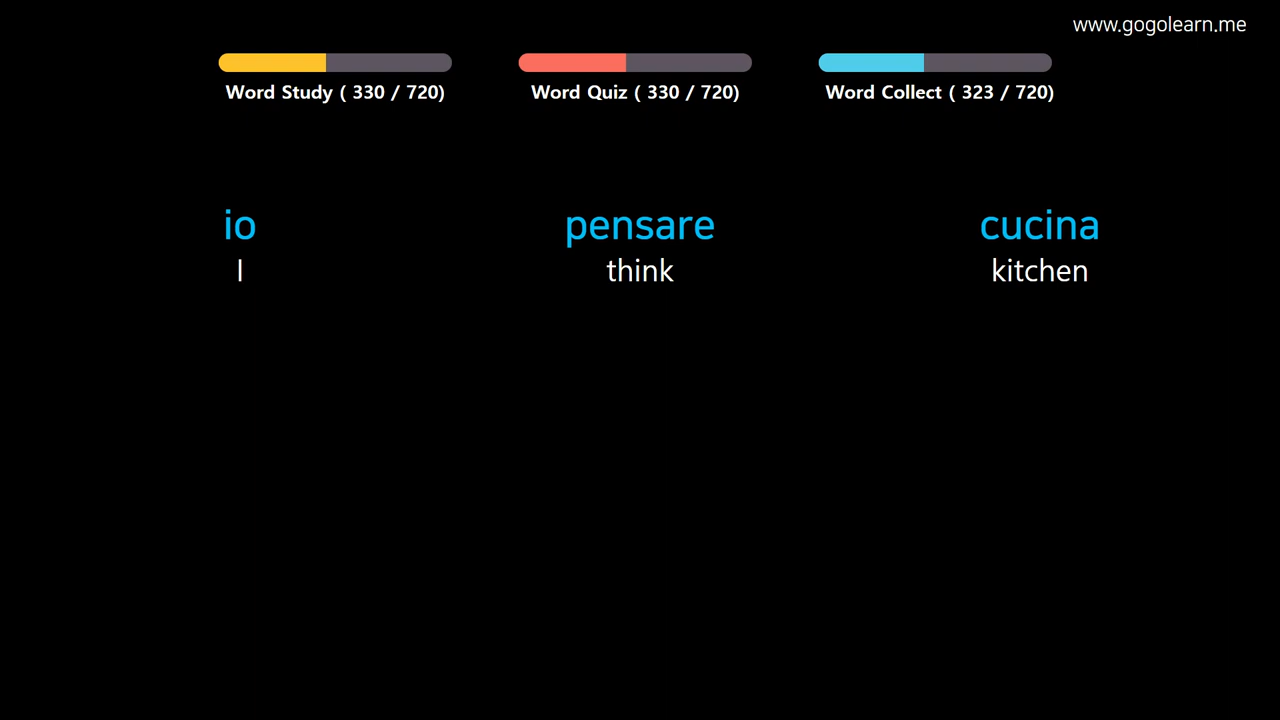 www.gogolearn.me
Word Study ( 330 / 720)
Word Quiz ( 330 / 720)
Word Collect ( 323 / 720)
io
I
pensare
think
cucina
kitchen